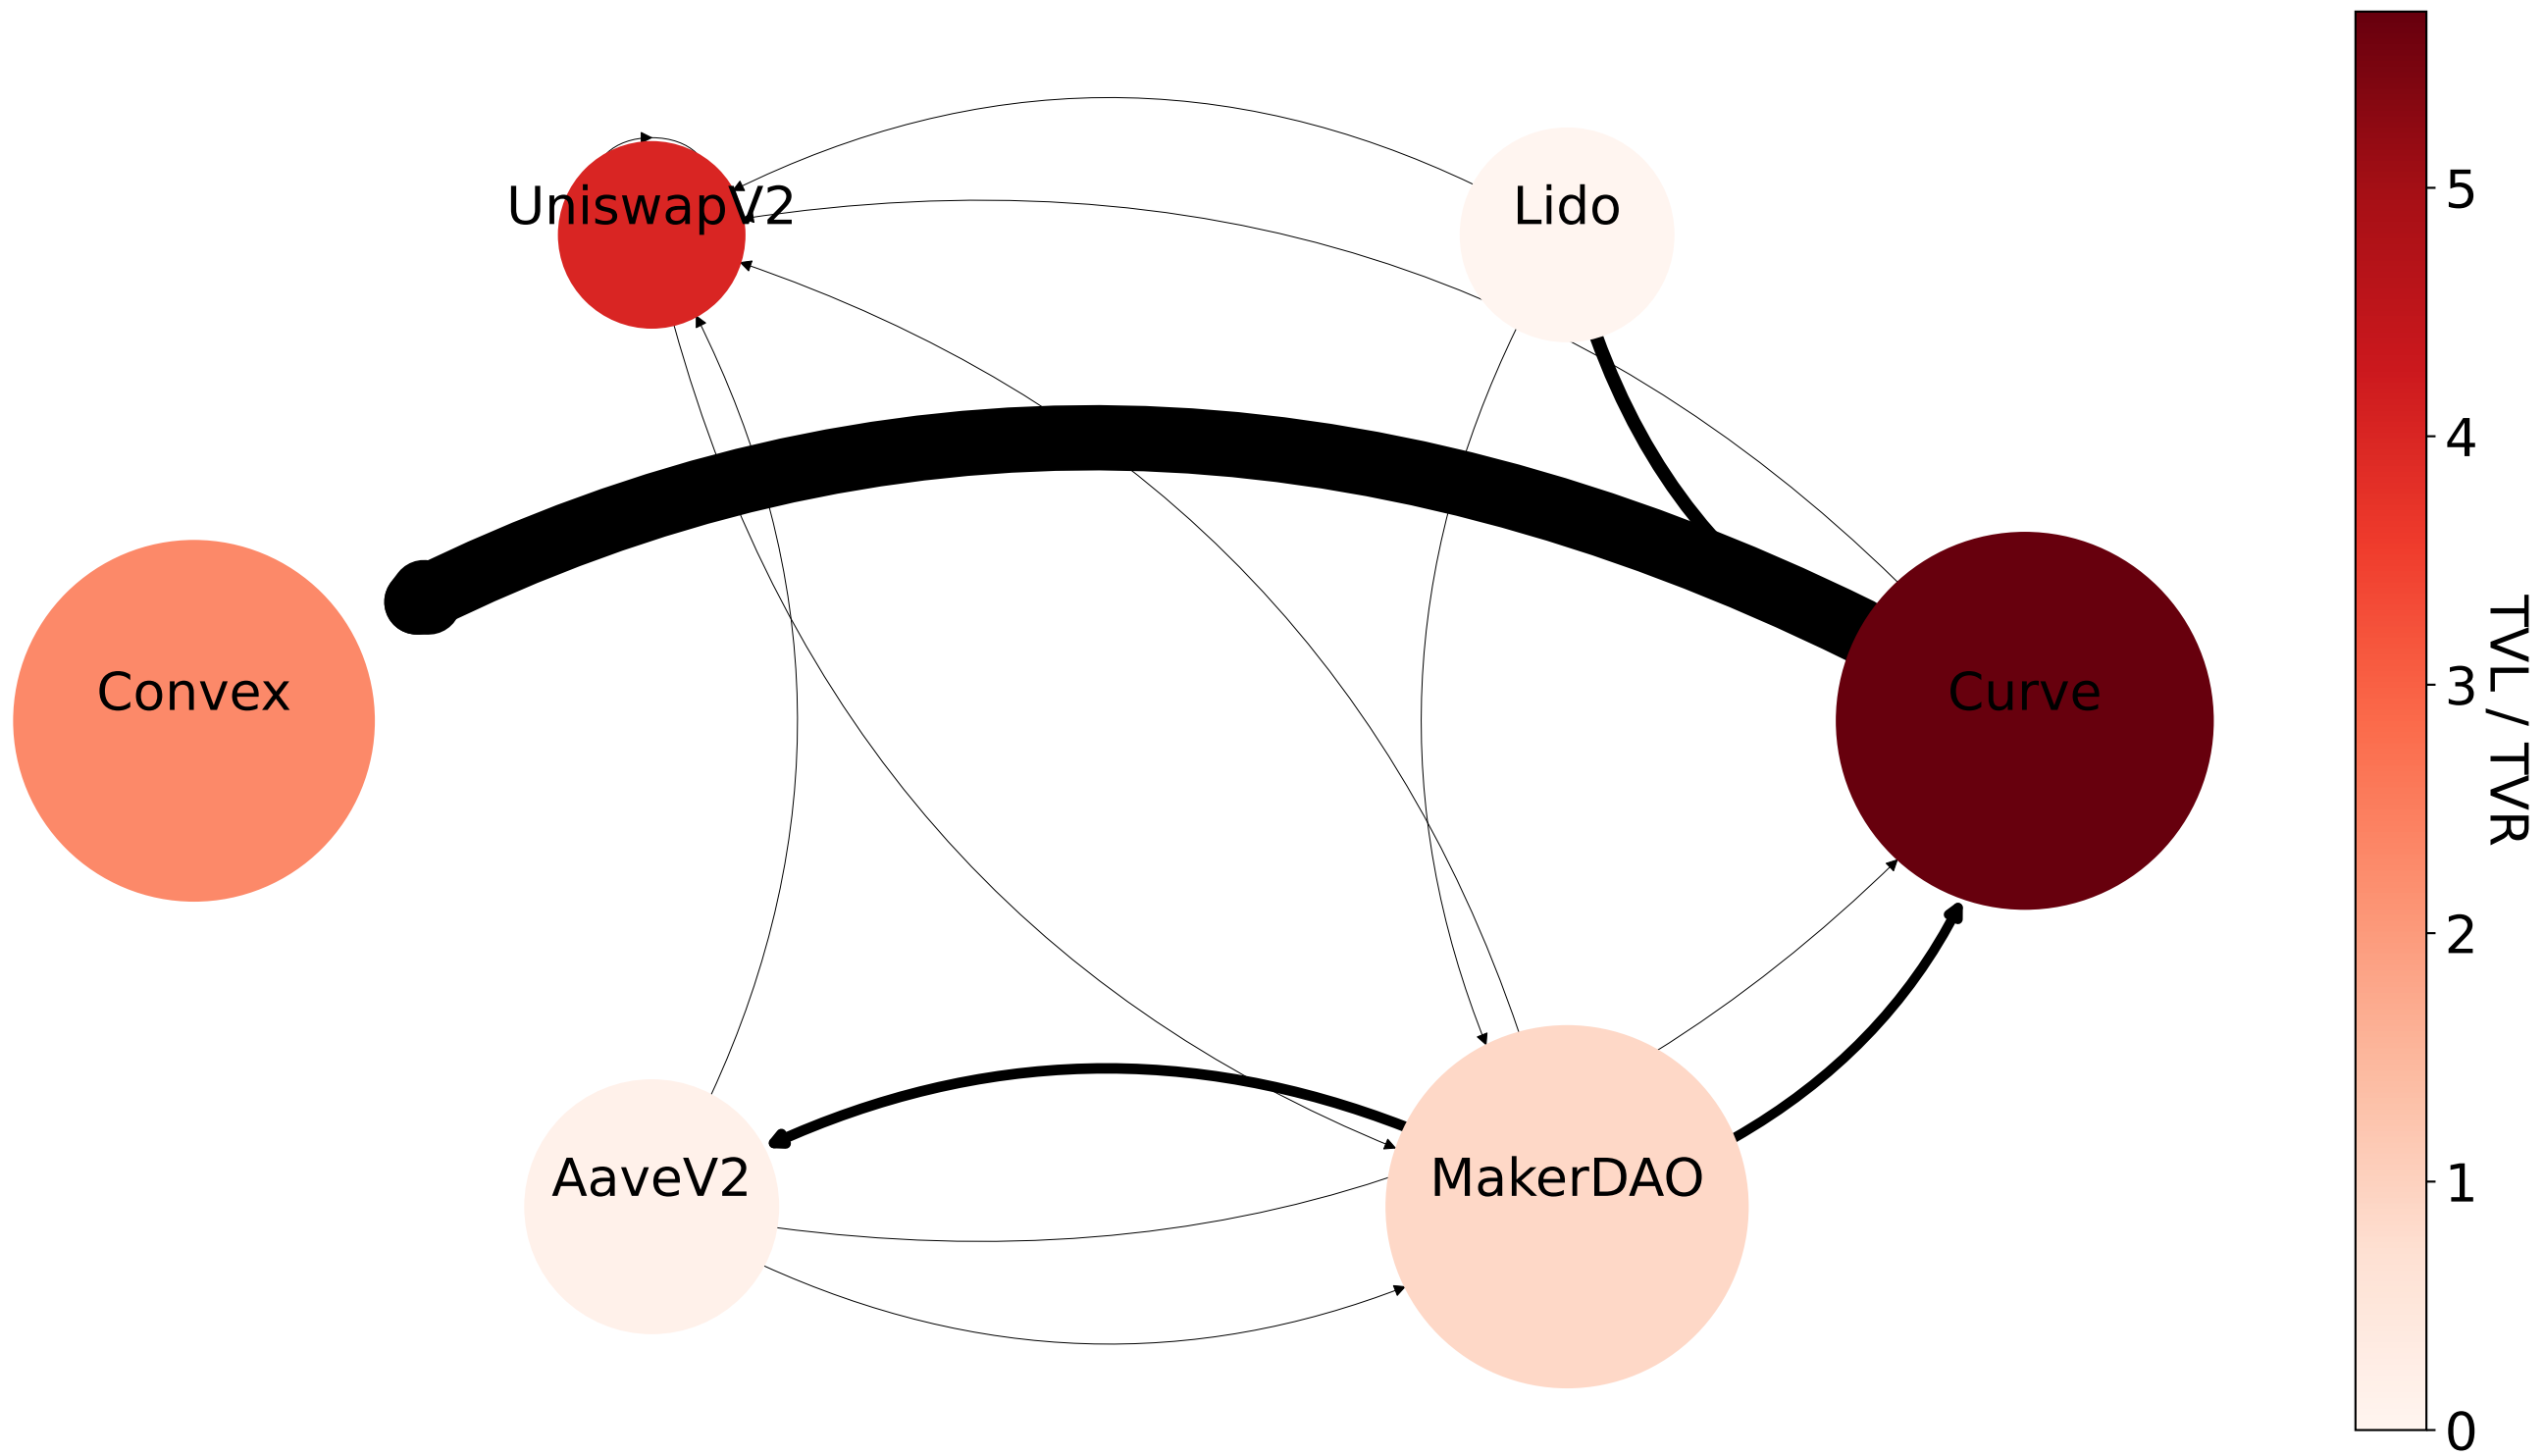 UniswapV2
Lido
Convex
Curve
AaveV2
MakerDAO
5
4
3
2
1
0
TVL / TVR